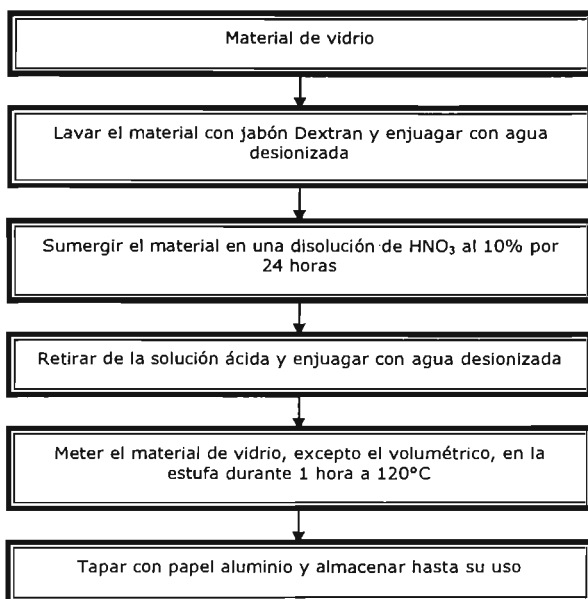 Material de vidrio
Lavar el material con jabón Dextran y enjuagar con agua
desionizada
Sumergir el material en una disolución de HNO₃ al 10% por
24 horas
Retirar de la solución ácida y enjuagar con agua desionizada
Meter el material de vidrio, excepto el volumétrico, en la
estufa durante 1 hora a 120°C
Tapar con papel aluminio y almacenar hasta su uso